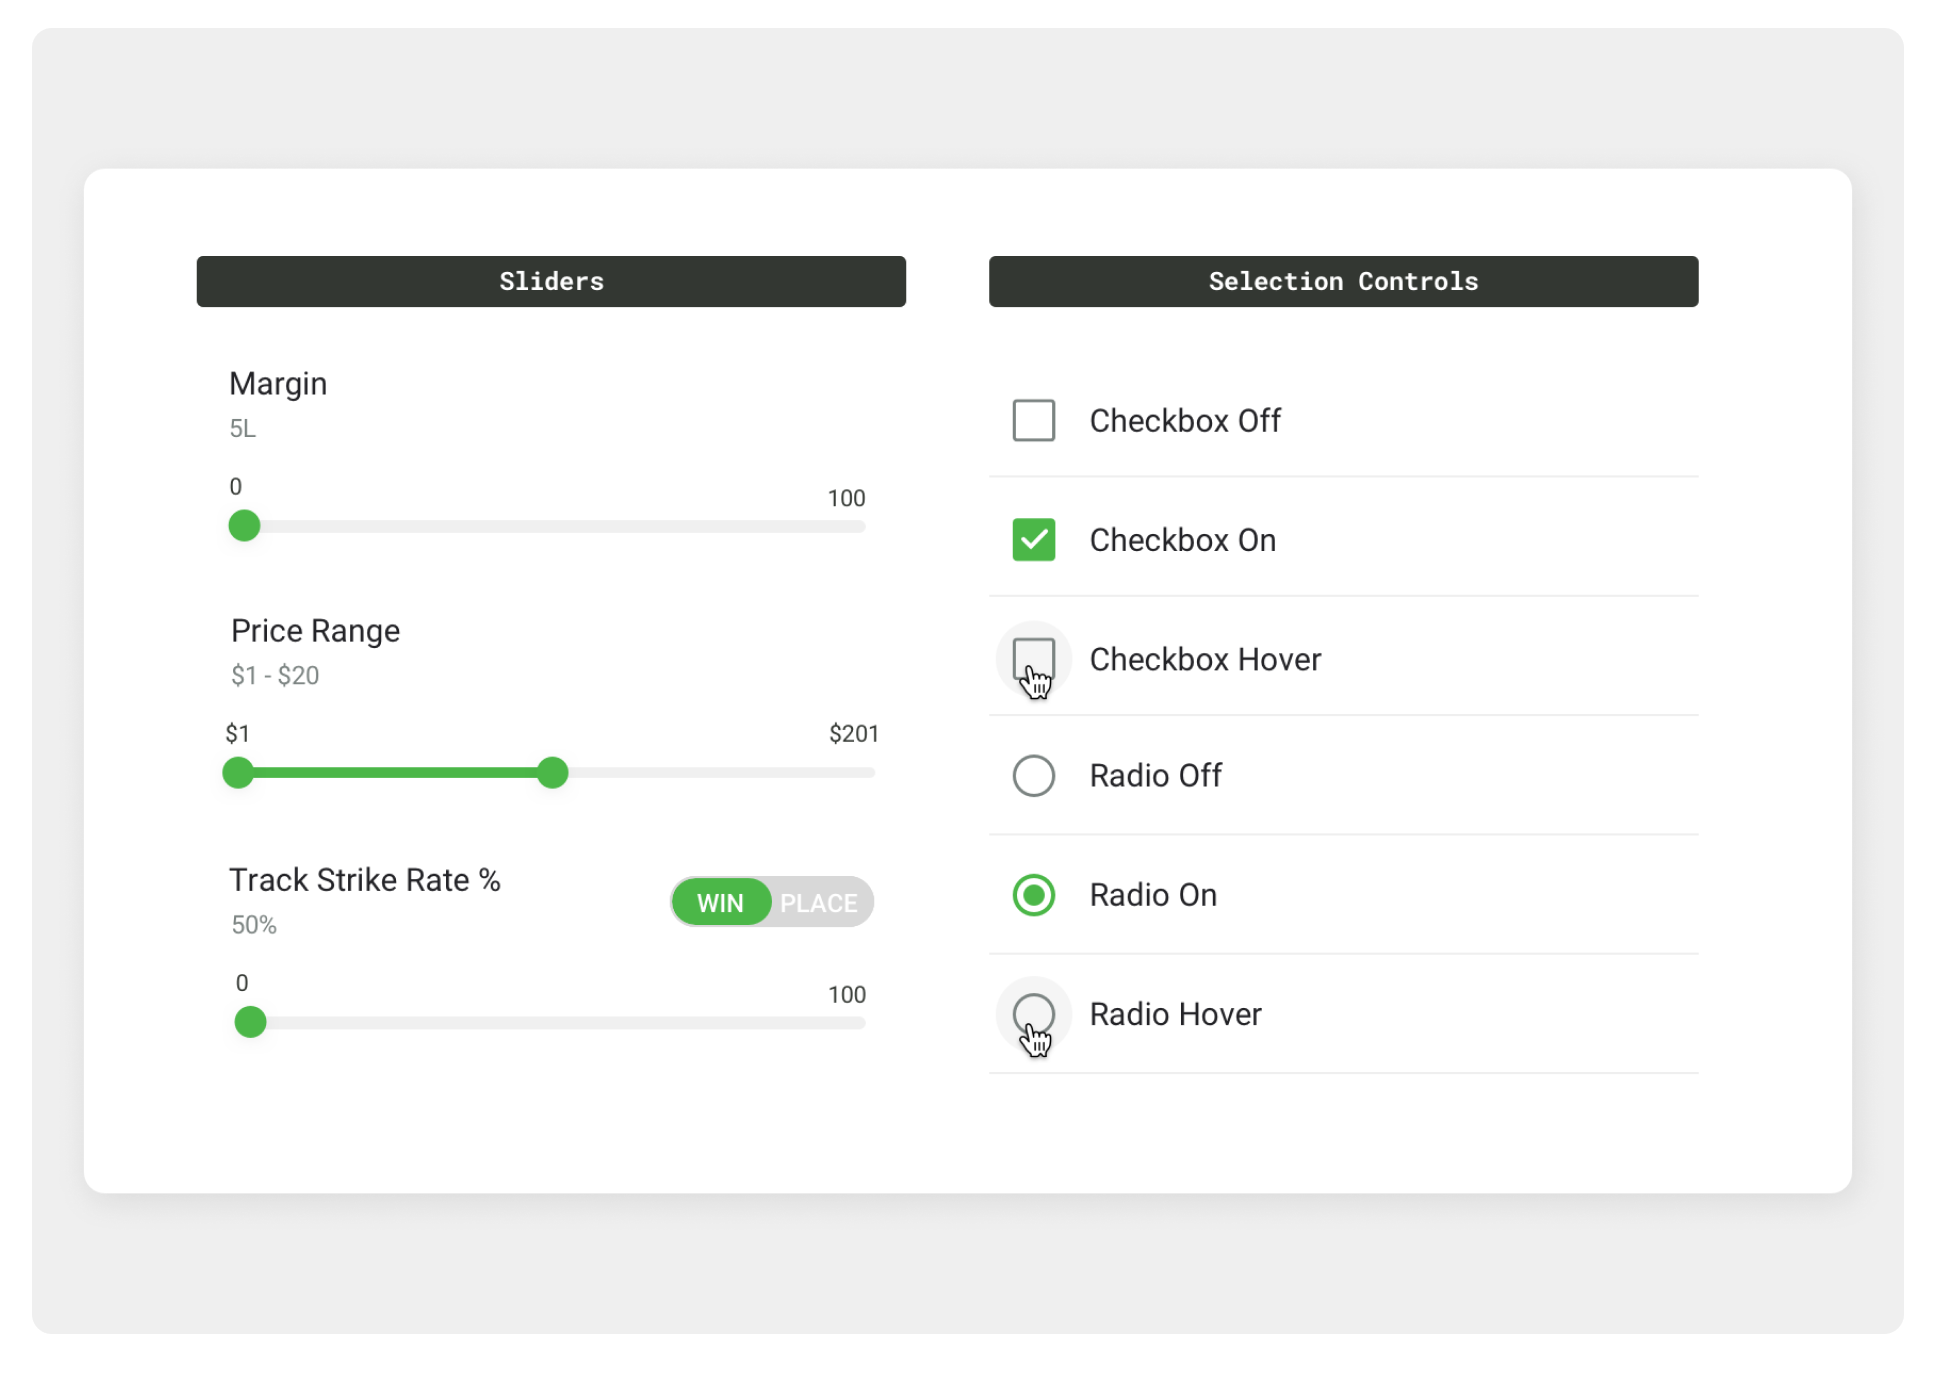 Sliders
Margin
5L
0
100
Price Range
$1 - $20
$1
$201
Track Strike Rate %
50%
WIN
PLACE
0
100
Selection Controls
Checkbox Off
Checkbox On
Checkbox Hover
Radio Off
Radio On
Radio Hover